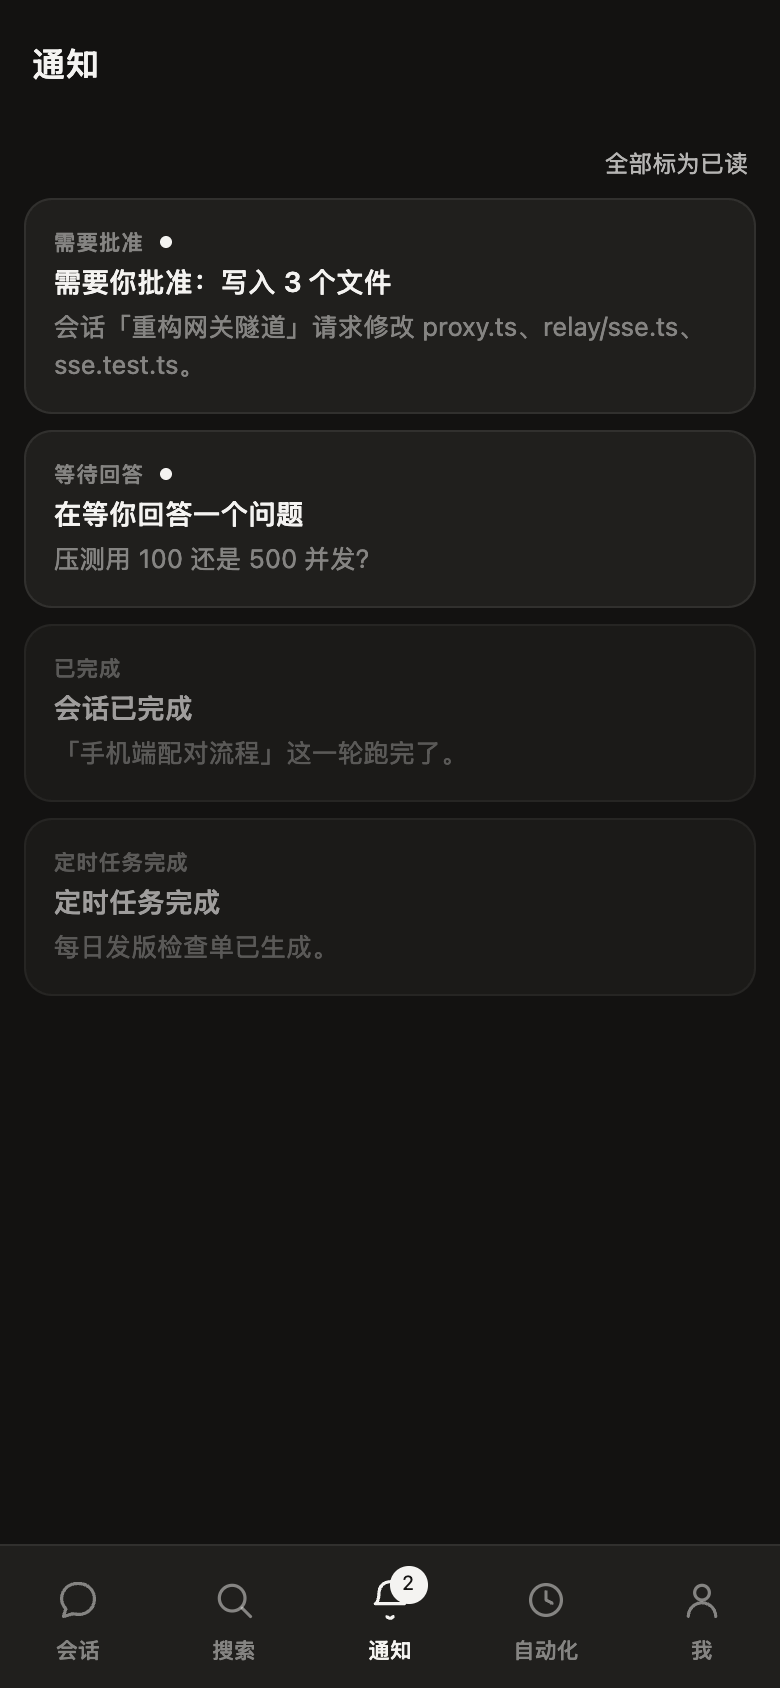 通知
全部标为已读
需要批准
需要你批准：写入 3 个文件
会话「重构网关隧道」请求修改 proxy.ts、relay/sse.ts、
sse.test.ts。
等待回答
在等你回答一个问题
压测用 100 还是 500 并发?
已完成
会话已完成
「手机端配对流程」这一轮跑完了。
定时任务完成
定时任务完成
每日发版检查单已生成。
2
会话 搜索 通知 自动化 我